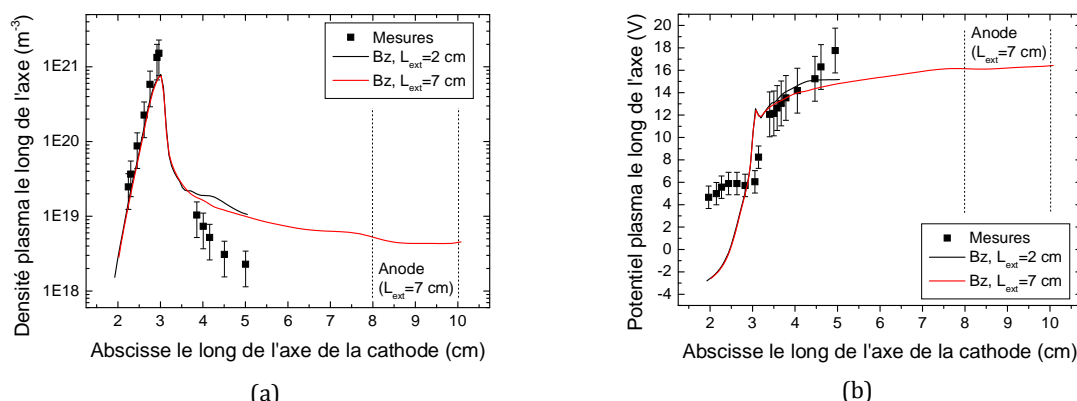 Densité plasma le long de l'axe (m-3)
1E21
1E20
1E19
1E18
Mesures
Bz, Lext=2 cm
Bz, Lext=7 cm
Anode
(Lext=7 cm)
2 3 4 5 6 7 8 9 10
Abscisse le long de l'axe de la cathode (cm)
(a)
Potentiel plasma le long de l'axe (V)
20
18
16
14
12
10
8
6
4
2
0
-2
-4
Anode
(Lext=7 cm)
Mesures
Bz, Lext=2 cm
Bz, Lext=7 cm
2 3 4 5 6 7 8 9 10
Abscisse le long de l'axe de la cathode (cm)
(b)